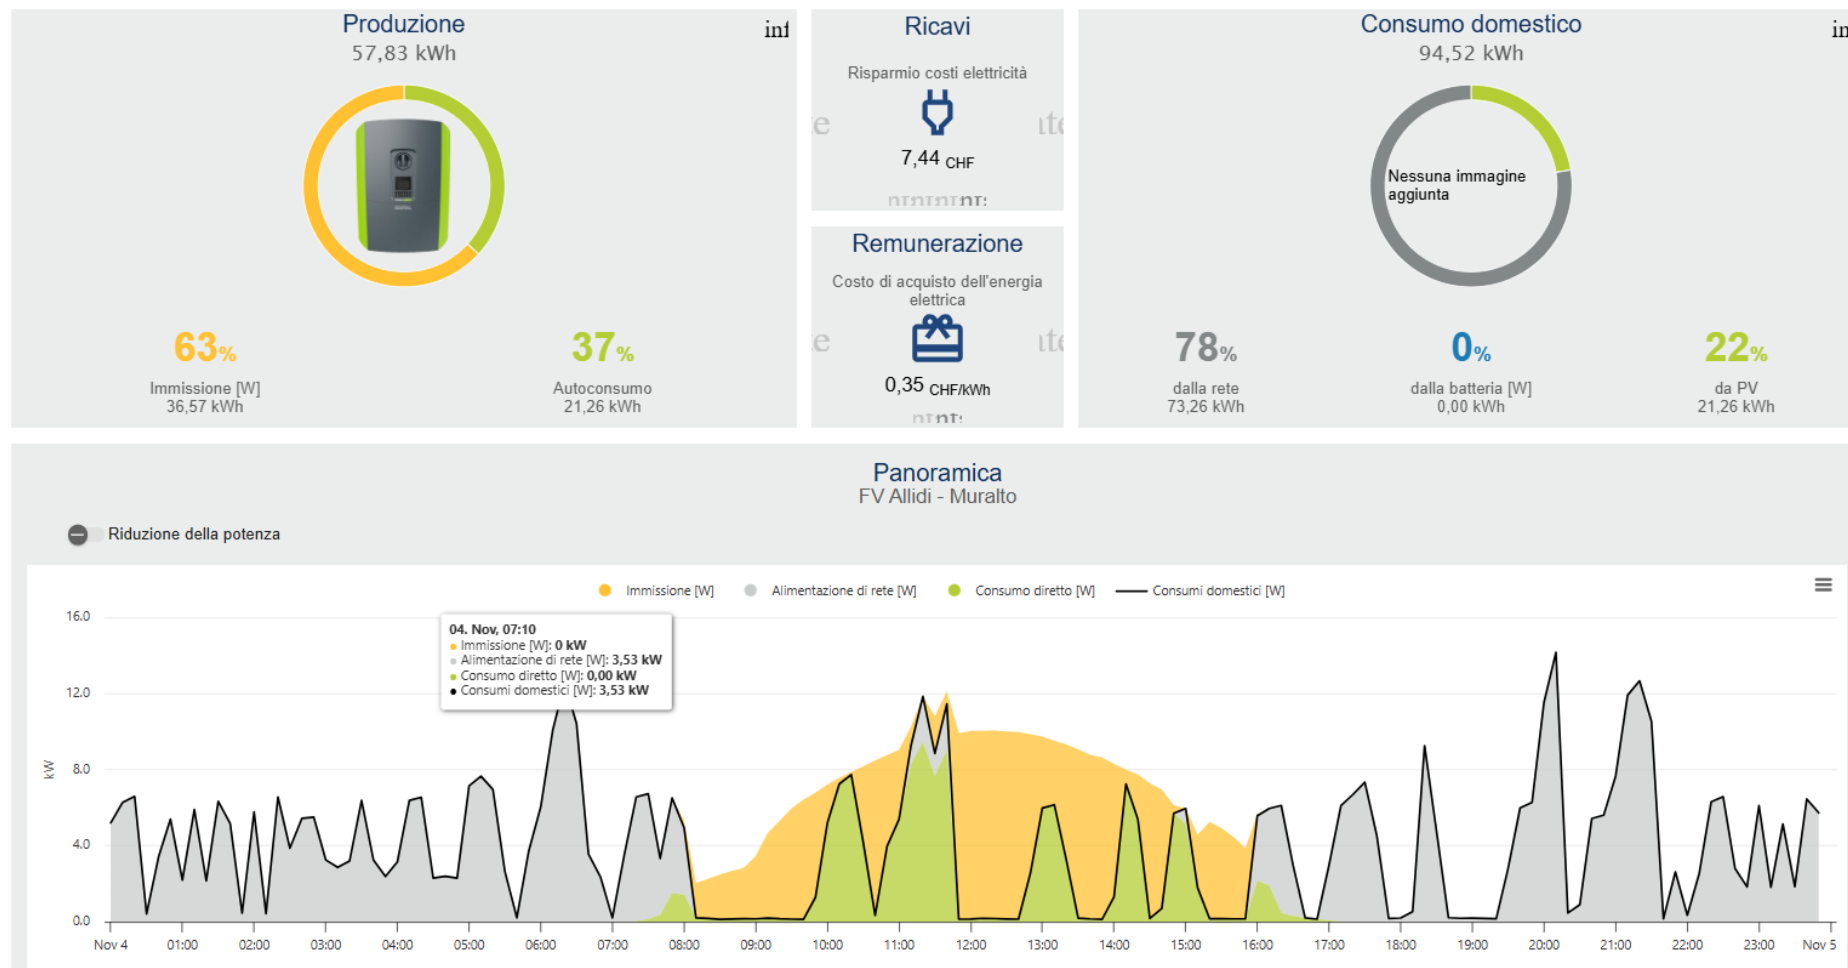 Produzione
57,83 kWh
63%
Immissione [W]
36,57 kWh
37%
Autoconsumo
21,26 kWh
Ricavi
Risparmio costi elettricità
7,44 CHF
Remunerazione
Costo di acquisto dell'energia
elettrica
0,35 CHF/kWh
Consumo domestico
94,52 kWh
Nessuna immagine
aggiunta
78%
dalla rete
73,26 kWh
0%
dalla batteria [W]
0,00 kWh
22%
da PV
21,26 kWh
Panoramica
FV Allidi - Muralto
Riduzione della potenza
Immissione [W] Alimentazione di rete [W] Consumo diretto [W] Consumi domestici [W]
04. Nov, 07:10
Immissione [W]: 0 kW
Alimentazione di rete [W]: 3,53 kW
Consumo diretto [W]: 0,00 kW
Consumi domestici [W]: 3,53 kW
16.0
12.0
8.0
4.0
0.0
kW
Nov 4 01:00 02:00 03:00 04:00 05:00 06:00 07:00 08:00 09:00 10:00 11:00 12:00 13:00 14:00 15:00 16:00 17:00 18:00 19:00 20:00 21:00 22:00 23:00 Nov 5